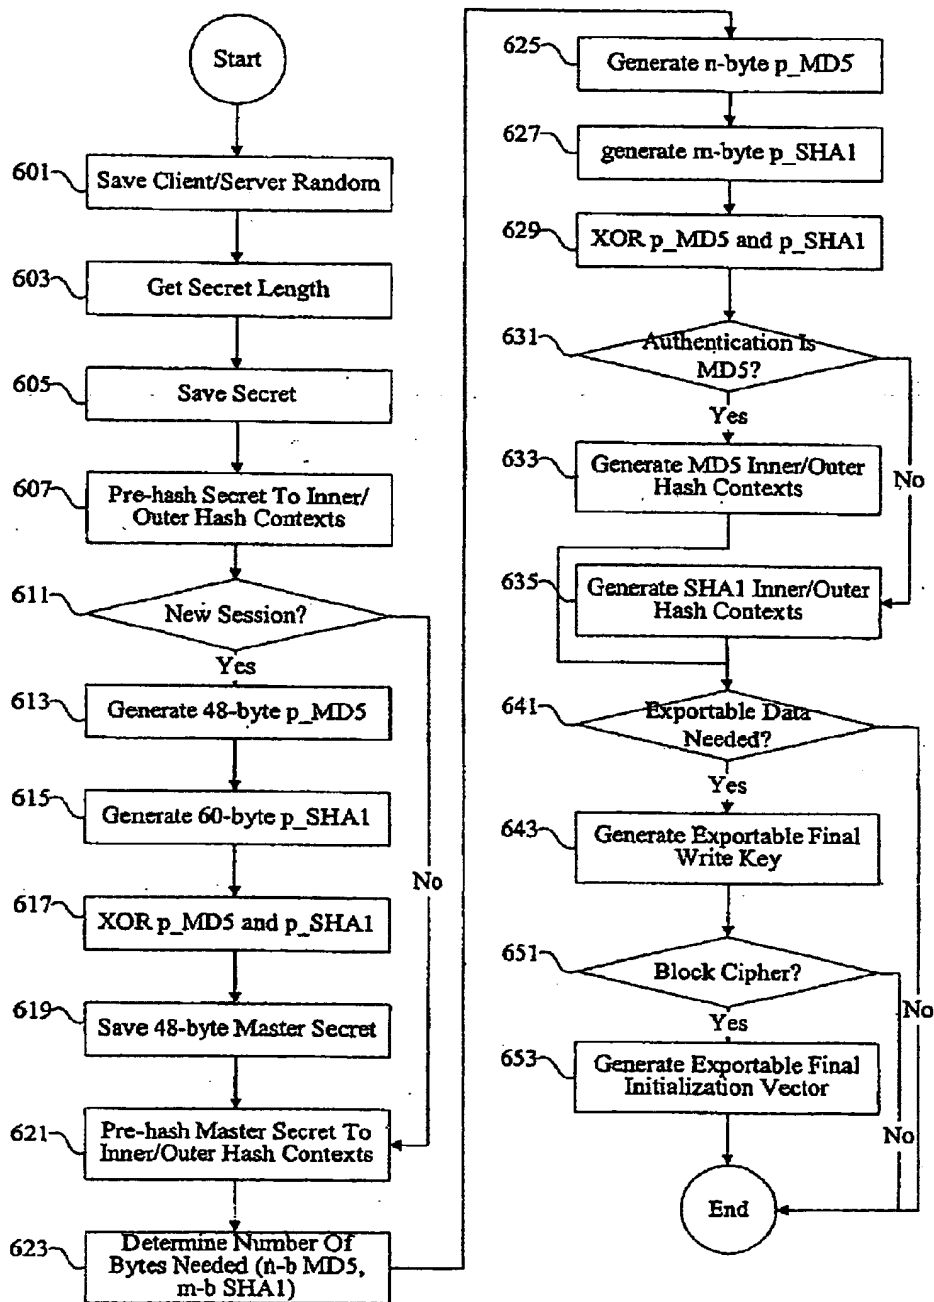 Start
601
Save Client/Server Random
603
Get Secret Length
605
Save Secret
607
Pre-hash Secret To Inner/
Outer Hash Contexts
611
New Session?
Yes
No
613
Generate 48-byte p_MD5
615
Generate 60-byte p_SHA1
617
XOR p_MD5 and p_SHA1
619
Save 48-byte Master Secret
621
Pre-hash Master Secret To
Inner/Outer Hash Contexts
623
Determine Number Of
Bytes Needed (n-b MD5,
m-b SHA1)
625
Generate n-byte p_MD5
627
generate m-byte p_SHA1
629
XOR p_MD5 and p_SHA1
631
Authentication Is
MD5?
Yes
No
633
Generate MD5 Inner/Outer
Hash Contexts
635
Generate SHA1 Inner/Outer
Hash Contexts
641
Exportable Data
Needed?
Yes
No
643
Generate Exportable Final
Write Key
651
Block Cipher?
Yes
No
653
Generate Exportable Final
Initialization Vector
End